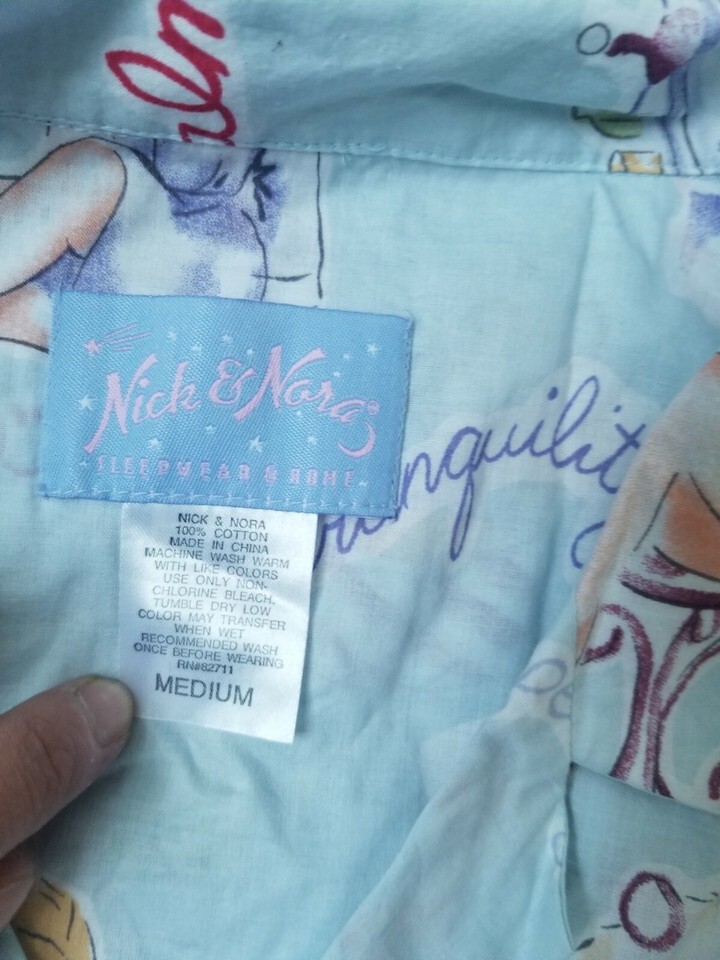 alm
Nick & Nora®
SLEEPWEAR & HOME
NICK & NORA
100% COTTON
MADE IN CHINA
MACHINE WASH WARM
WITH LIKE COLORS
USE ONLY NON-
CHLORINE BLEACH.
TUMBLE DRY LOW
COLOR MAY TRANSFER
WHEN WET
RECOMMENDED WASH
ONCE BEFORE WEARING
RN#82711
MEDIUM
ranquilit